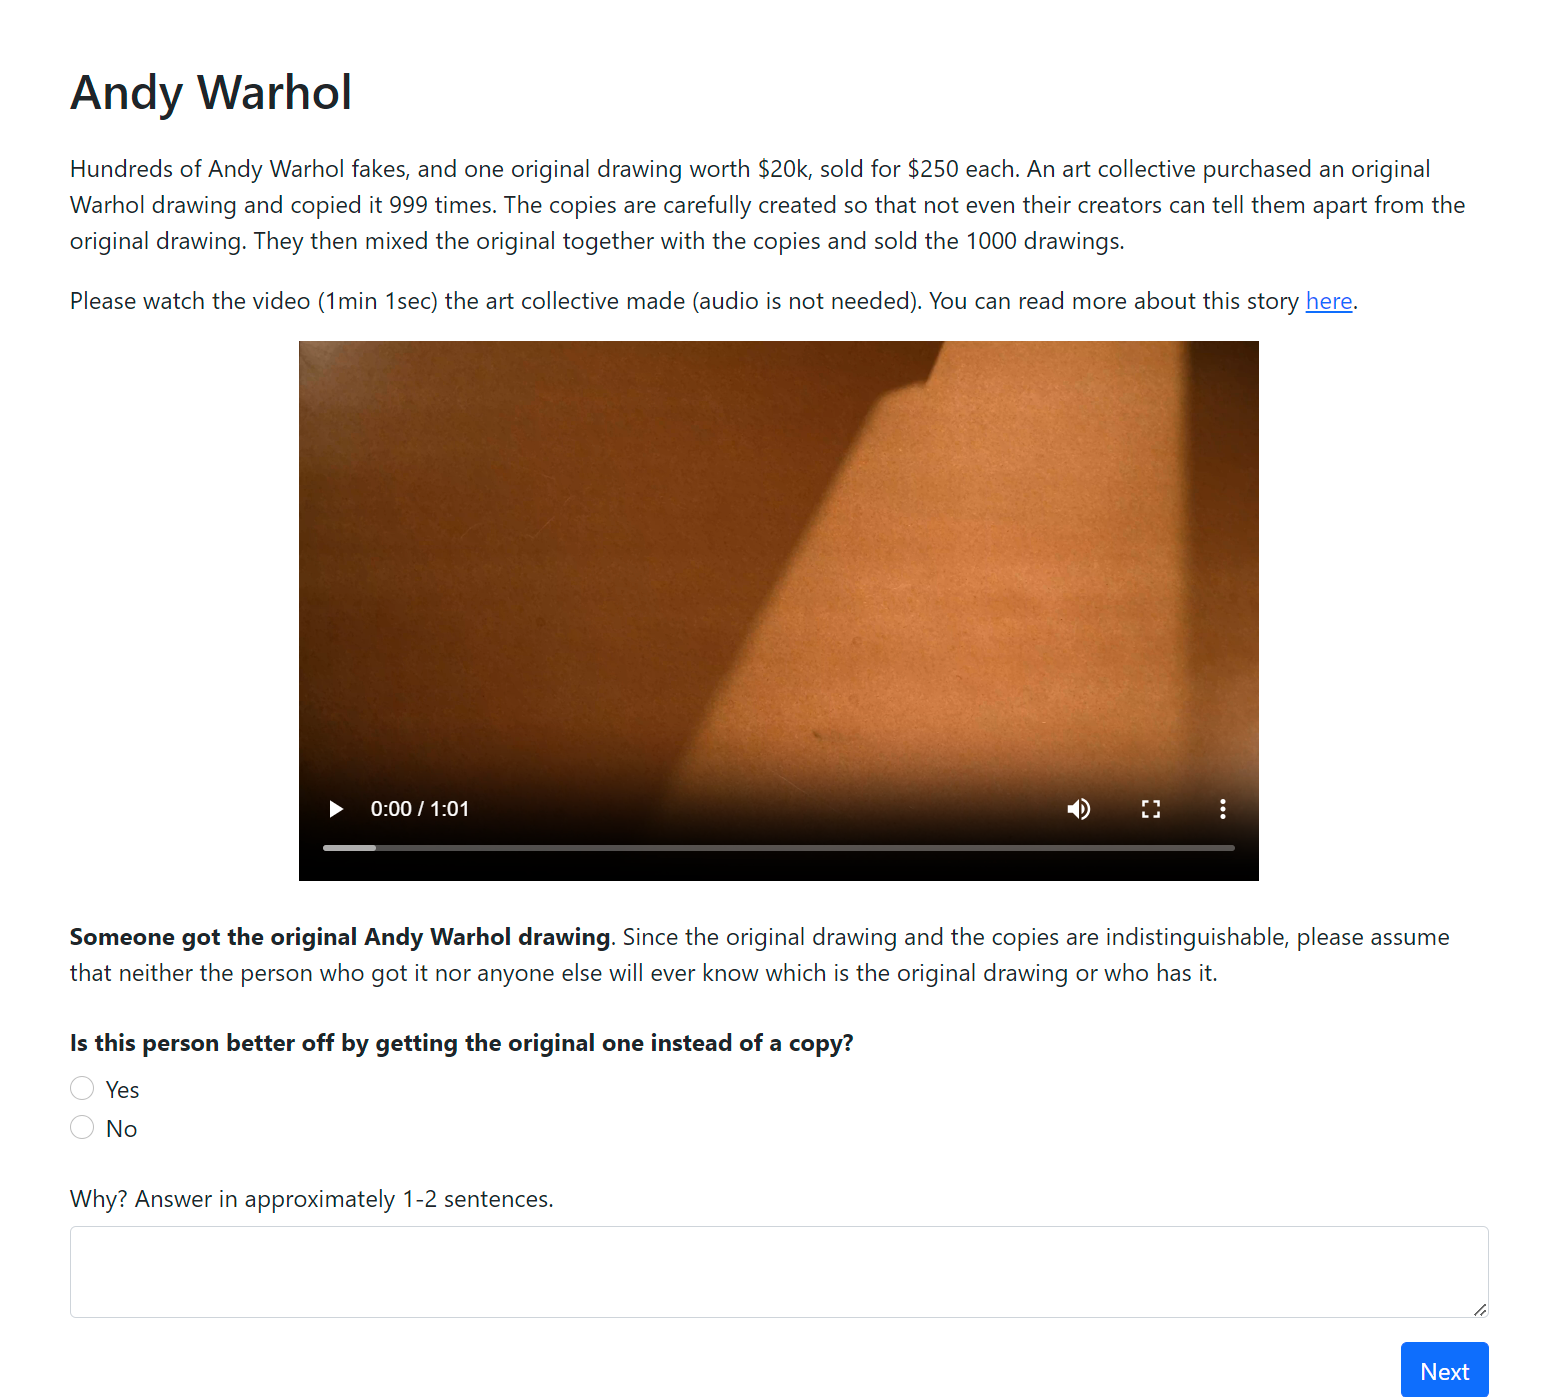 Andy Warhol
Hundreds of Andy Warhol fakes, and one original drawing worth $20k, sold for $250 each. An art collective purchased an original
Warhol drawing and copied it 999 times. The copies are carefully created so that not even their creators can tell them apart from the
original drawing. They then mixed the original together with the copies and sold the 1000 drawings.
Please watch the video (1min 1sec) the art collective made (audio is not needed). You can read more about this story here.
0:00 / 1:01
Someone got the original Andy Warhol drawing. Since the original drawing and the copies are indistinguishable, please assume
that neither the person who got it nor anyone else will ever know which is the original drawing or who has it.
Is this person better off by getting the original one instead of a copy?
Yes
No
Why? Answer in approximately 1-2 sentences.
Next